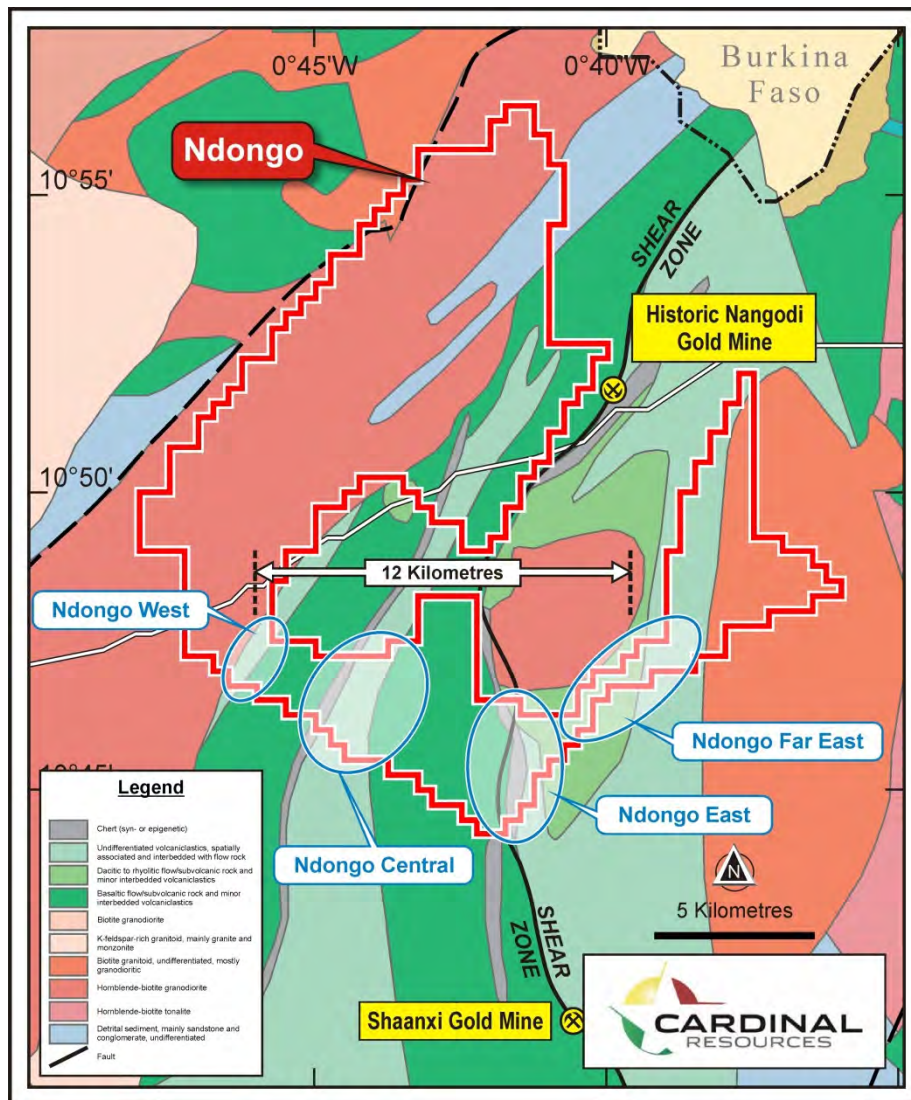 0°45'W
0°40'W
Burkina
Faso
Ndongo
10°55'
SHEAR
ZONE
Historic Nangodi
Gold Mine
10°50'
12 Kilometres
Ndongo West
Ndongo Far East
10°45'
Ndongo East
Ndongo Central
Legend
Chert (syn- or epigenetic)
Undifferentiated volcaniclastics, spatially
associated and interbedded with flow rock
Dacitic to rhyolitic flow/subvolcanic rock and
minor interbedded volcaniclastics
Basaltic flow/subvolcanic rock and minor
interbedded volcaniclastics
Biotite granodiorite
K-feldspar-rich granitoid, mainly granite and
monzonite
Biotite granitoid, undifferentiated, mostly
granodioritic
Hornblende-biotite granodiorite
Hornblende-biotite tonalite
Detrital sediment, mainly sandstone and
conglomerate, undifferentiated
Fault
N
5 Kilometres
SHEAR
ZONE
Shaanxi Gold Mine
CARDINAL
RESOURCES